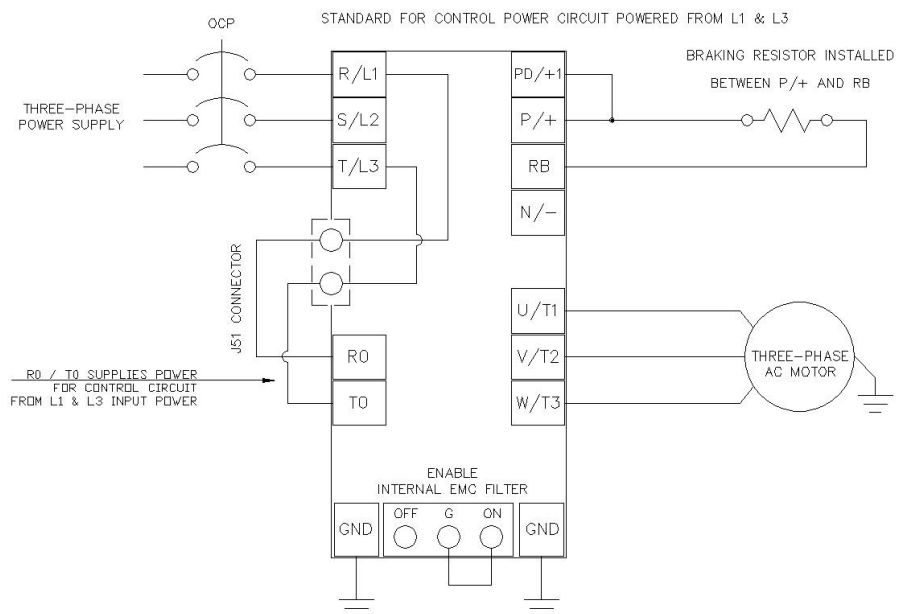 STANDARD FOR CONTROL POWER CIRCUIT POWERED FROM L1 & L3
OCP
BRAKING RESISTOR INSTALLED
BETWEEN P/+ AND RB
THREE-PHASE
POWER SUPPLY
R/L1
S/L2
T/L3
PD/+1
P/+
RB
N/-
J51 CONNECTOR
U/T1
V/T2
W/T3
THREE-PHASE
AC MOTOR
R0
T0
R0 / T0 SUPPLIES POWER
FOR CONTROL CIRCUIT
FROM L1 & L3 INPUT POWER
ENABLE
INTERNAL EMC FILTER
GND
OFF G ON
GND